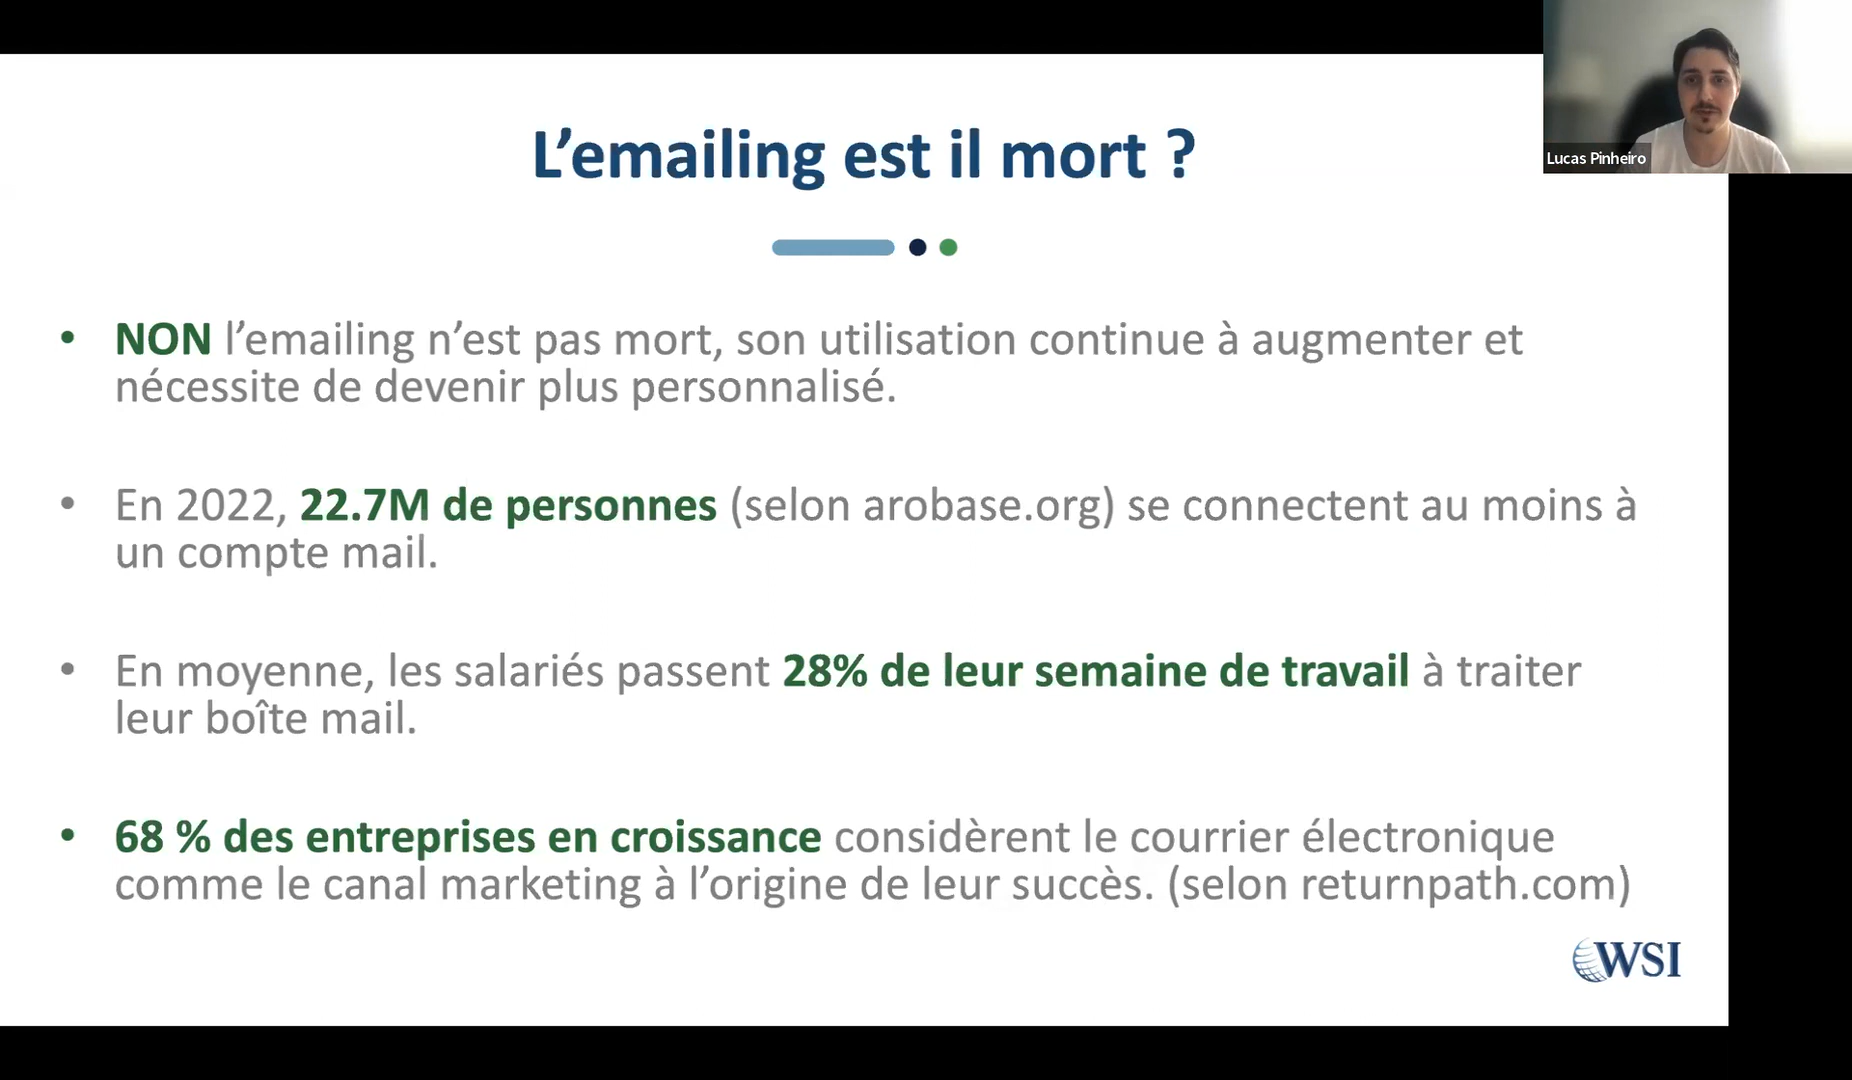 L’emailing est il mort ?
Lucas Pinheiro
• NON l’emailing n’est pas mort, son utilisation continue à augmenter et
nécessite de devenir plus personnalisé.
• En 2022, 22.7M de personnes (selon arobase.org) se connectent au moins à
un compte mail.
• En moyenne, les salariés passent 28% de leur semaine de travail à traiter
leur boîte mail.
• 68 % des entreprises en croissance considèrent le courrier électronique
comme le canal marketing à l’origine de leur succès. (selon returnpath.com)
WSI